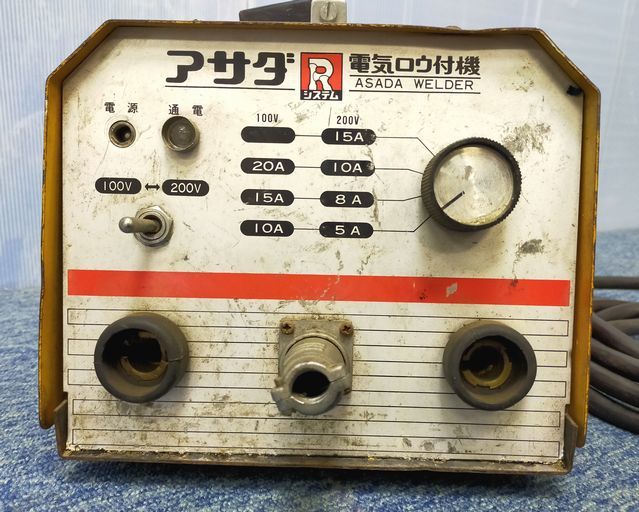 アサダ
R
システム
電気ロウ付機
ASADA WELDER
電源 通電
100V 200V
100V ↔ 200V
15A
20A 10A
15A 8A
10A 5A